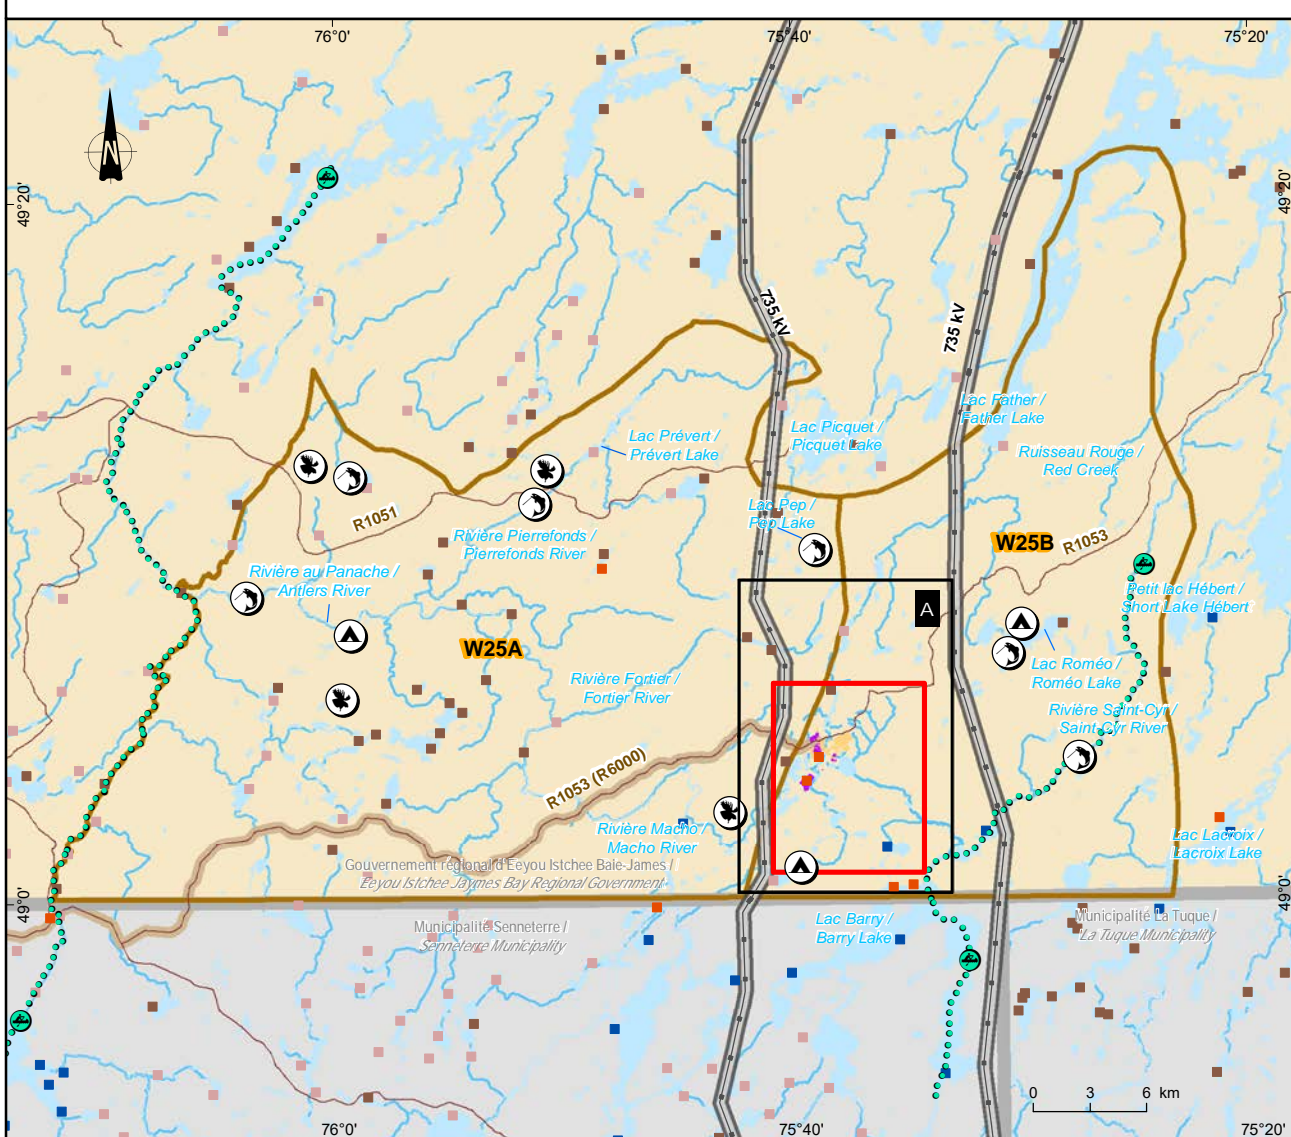 76°0'
75°40'
75°20'
N
49°20'
49°20'
735 kV
735 kV
Lac Father /
Father Lake
Lac Prévert /
Prévert Lake
Lac Picquet /
Picquet Lake
Ruisseau Rouge /
Red Creek
R1051
Lac Pep /
Pep Lake
Rivière Pierrefonds /
Pierrefonds River
W25B
R1053
Rivière au Panache /
Antlers River
Petit lac Hébert /
Short Lake Hébert
A
W25A
Lac Roméo /
Roméo Lake
Rivière Fortier /
Fortier River
Rivière Saint-Cyr /
Saint-Cyr River
R1053 (R6000)
Rivière Macho /
Macho River
Lac Lacroix /
Lacroix Lake
Gouvernement régional d'Eeyou Istchee Baie-James /
Eeyou Istchee Jaymes Bay Regional Government
49°0'
49°0'
Municipalité Senneterre /
Senneterre Municipality
Lac Barry /
Barry Lake
Municipalité La Tuque /
La Tuque Municipality
0 3 6 km
76°0'
75°40'
75°20'